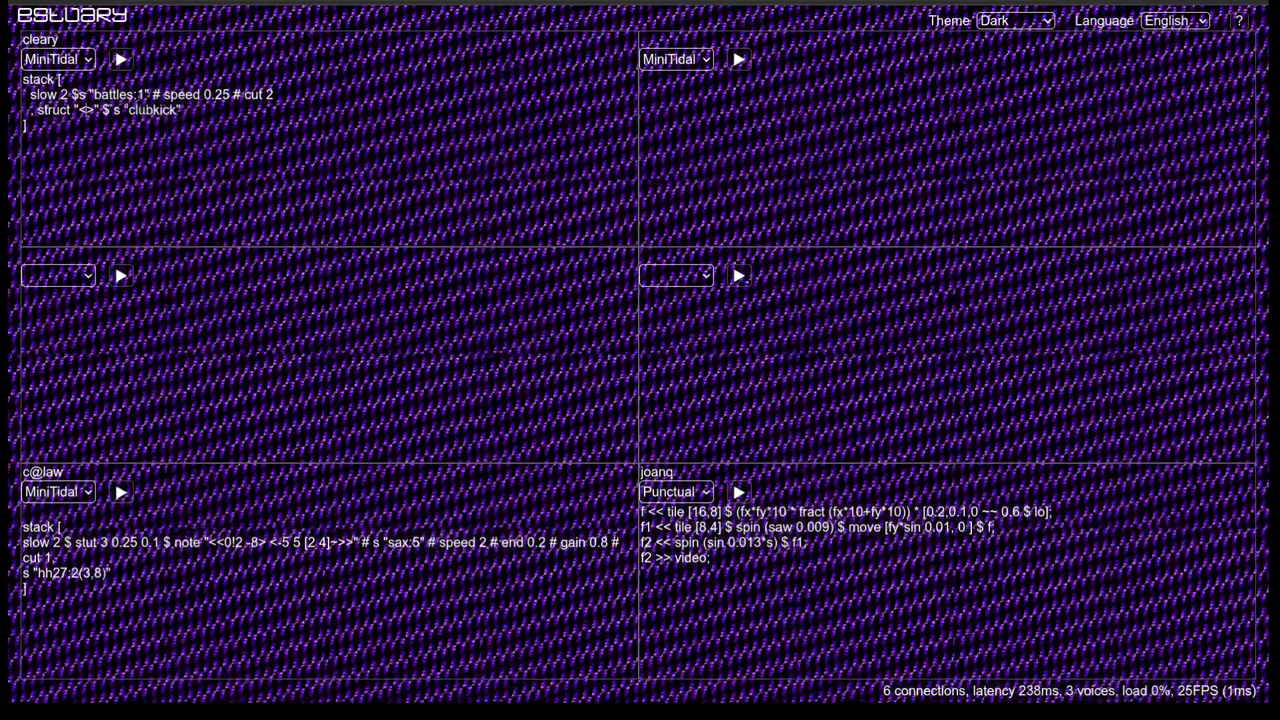 estuary
Theme Dark Language English ?
cleary
MiniTidal
stack [
slow 2 $s "battles:1" # speed 0.25 # cut 2
, struct "<>" $ s "clubkick"
]
MiniTidal
c@law
MiniTidal
stack [
slow 2 $ stut 3 0.25 0.1 $ note "<<0!2 -8> <-5 5 [2 4]~>>" # s "sax:5" # speed 2 # end 0.2 # gain 0.8 #
cut 1,
s "hh27:2(3,8)"
]
joanq
Punctual
f << tile [16,8] $ (fx*fy*10 * fract (fx*10+fy*10)) * [0.2,0.1,0 ~~ 0.6 $ lo];
f1 << tile [8,4] $ spin (saw 0.009) $ move [fy*sin 0.01, 0] $ f;
f2 << spin (sin 0.013*s) $ f1;
f2 >> video;
6 connections, latency 238ms, 3 voices, load 0%, 25FPS (1ms)